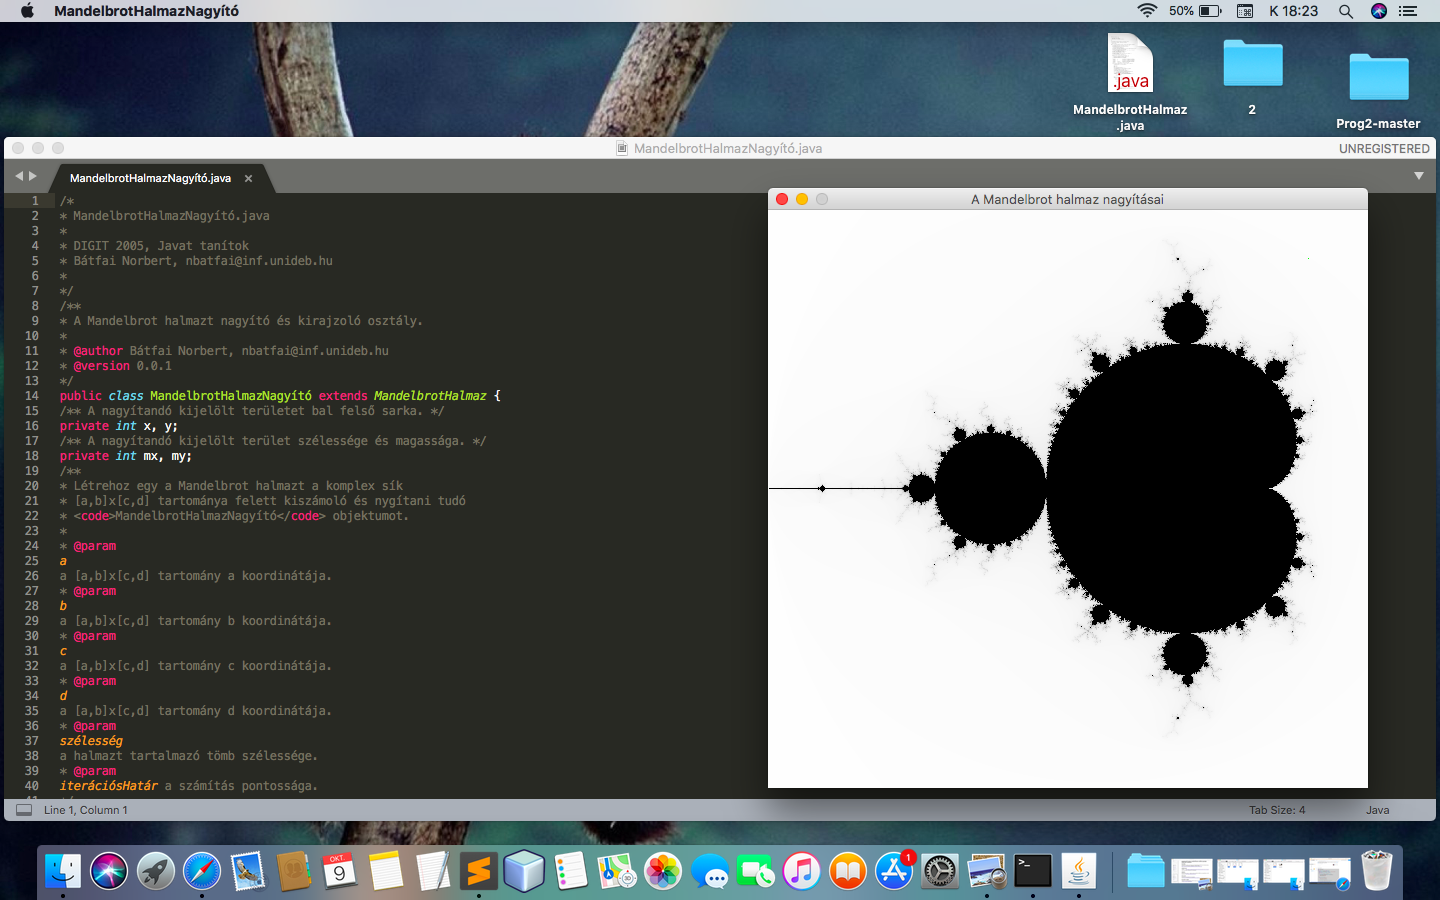 MandelbrotHalmazNagyító
50%
K 18:23
.java
MandelbrotHalmaz
.java
2
Prog2-master
MandelbrotHalmazNagyító.java
UNREGISTERED
MandelbrotHalmazNagyító.java
1 /*
2 * MandelbrotHalmazNagyító.java
3 *
4 * DIGIT 2005, Javat tanítok
5 * Bátfai Norbert, nbatfai@inf.unideb.hu
6 *
7 */
8 /**
9 * A Mandelbrot halmazt nagyító és kirajzoló osztály.
10 *
11 * @author Bátfai Norbert, nbatfai@inf.unideb.hu
12 * @version 0.0.1
13 */
14 public class MandelbrotHalmazNagyító extends MandelbrotHalmaz {
15 /** A nagyítandó kijelölt területet bal felső sarka. */
16 private int x, y;
17 /** A nagyítandó kijelölt terület szélessége és magassága. */
18 private int mx, my;
19 /**
20 * Létrehoz egy a Mandelbrot halmazt a komplex sík
21 * [a,b]x[c,d] tartománya felett kiszámoló és nygítani tudó
22 * <code>MandelbrotHalmazNagyító</code> objektumot.
23 *
24 * @param
25 a
26 a [a,b]x[c,d] tartomány a koordinátája.
27 * @param
28 b
29 a [a,b]x[c,d] tartomány b koordinátája.
30 * @param
31 c
32 a [a,b]x[c,d] tartomány c koordinátája.
33 * @param
34 d
35 a [a,b]x[c,d] tartomány d koordinátája.
36 * @param
37 szélesség
38 a halmazt tartalmazó tömb szélessége.
39 * @param
40 iterációsHatár a számítás pontossága.
A Mandelbrot halmaz nagyításai
Line 1, Column 1
Tab Size: 4
Java
OKT
9
1